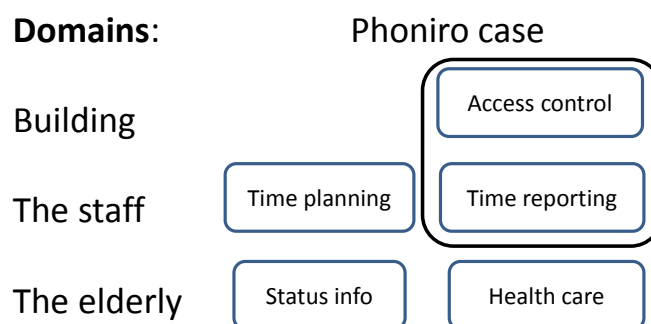 Domains: Phoniro case
Building Access control
The staff Time planning Time reporting
The elderly Status info Health care